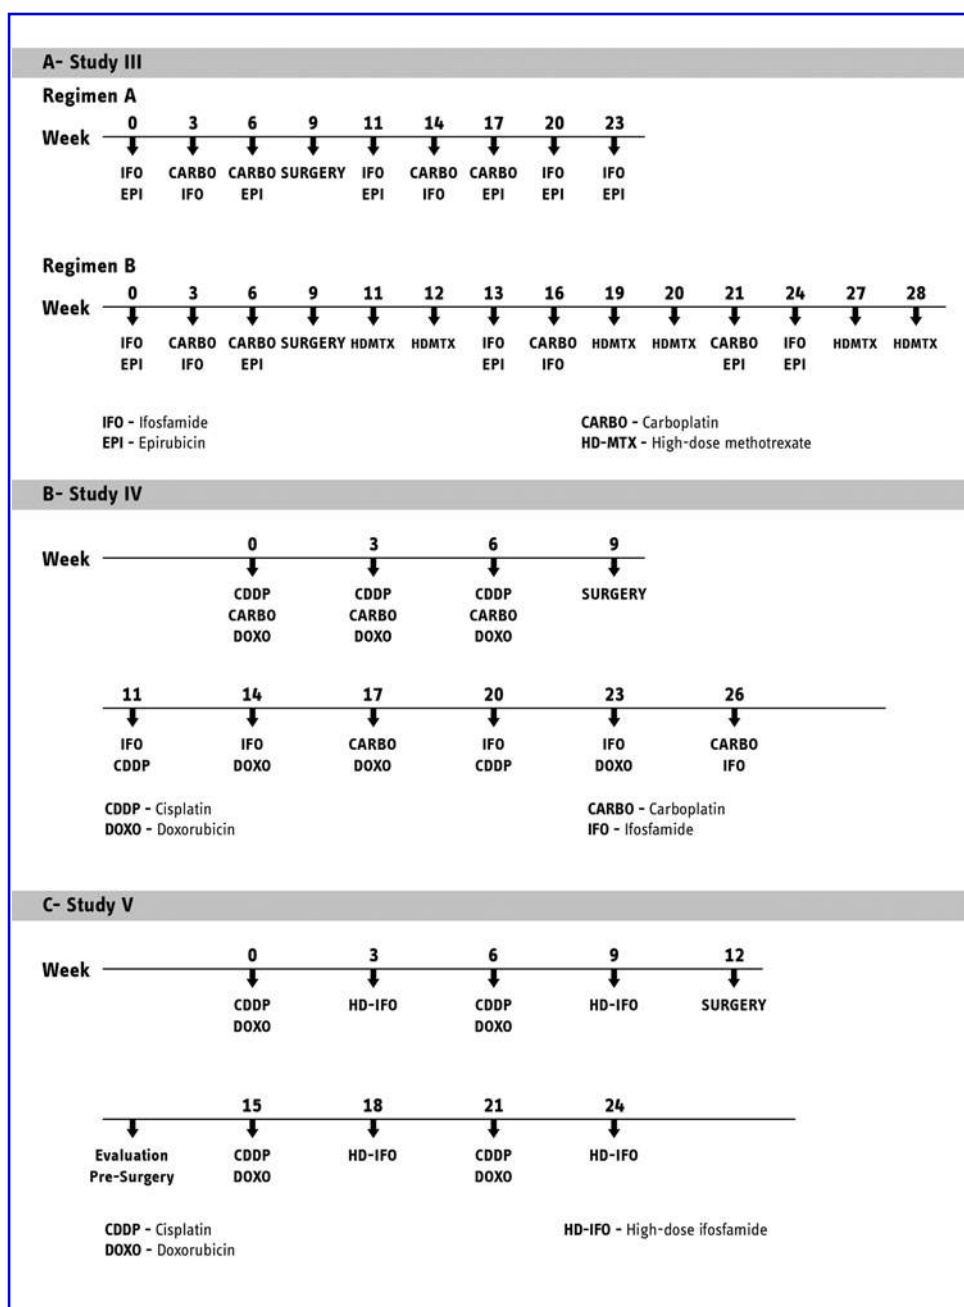 A- Study III
Regimen A
0 3 6 9 11 14 17 20 23
Week
IFO CARBO CARBO SURGERY IFO CARBO CARBO IFO IFO
EPI IFO EPI EPI IFO EPI EPI EPI
Regimen B
0 3 6 9 11 12 13 16 19 20 21 24 27 28
Week
IFO CARBO CARBO SURGERY HDMTX HDMTX IFO CARBO HDMTX HDMTX CARBO IFO HDMTX HDMTX
EPI IFO EPI EPI IFO EPI EPI
IFO - Ifosfamide CARBO - Carboplatin
EPI - Epirubicin HD-MTX - High-dose methotrexate
B- Study IV
0 3 6 9
Week
CDDP CDDP CDDP SURGERY
CARBO CARBO CARBO
DOXO DOXO DOXO
11 14 17 20 23 26
IFO IFO CARBO IFO IFO CARBO
CDDP DOXO DOXO CDDP DOXO IFO
CDDP - Cisplatin CARBO - Carboplatin
DOXO - Doxorubicin IFO - Ifosfamide
C- Study V
0 3 6 9 12
Week
CDDP HD-IFO CDDP HD-IFO SURGERY
DOXO DOXO
15 18 21 24
Evaluation CDDP HD-IFO CDDP HD-IFO
Pre-Surgery DOXO DOXO
CDDP - Cisplatin HD-IFO - High-dose ifosfamide
DOXO - Doxorubicin